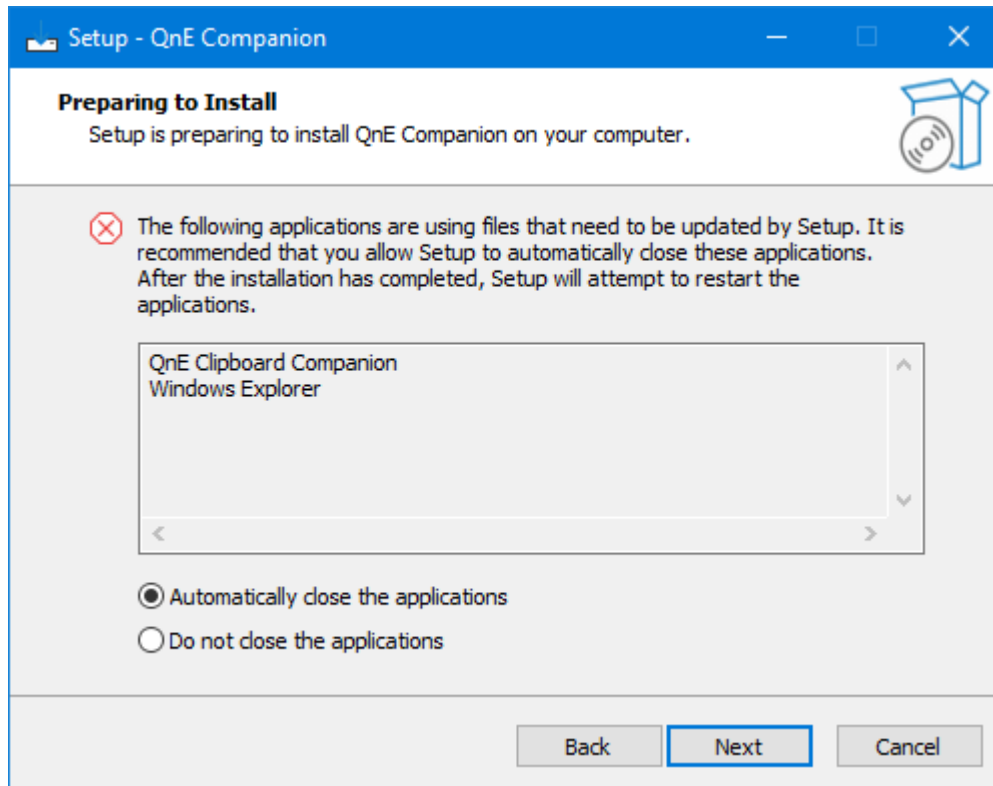 Setup - QnE Companion
Preparing to Install
Setup is preparing to install QnE Companion on your computer.
The following applications are using files that need to be updated by Setup. It is
recommended that you allow Setup to automatically close these applications.
After the installation has completed, Setup will attempt to restart the
applications.
QnE Clipboard Companion
Windows Explorer
Automatically close the applications
Do not close the applications
Back Next Cancel